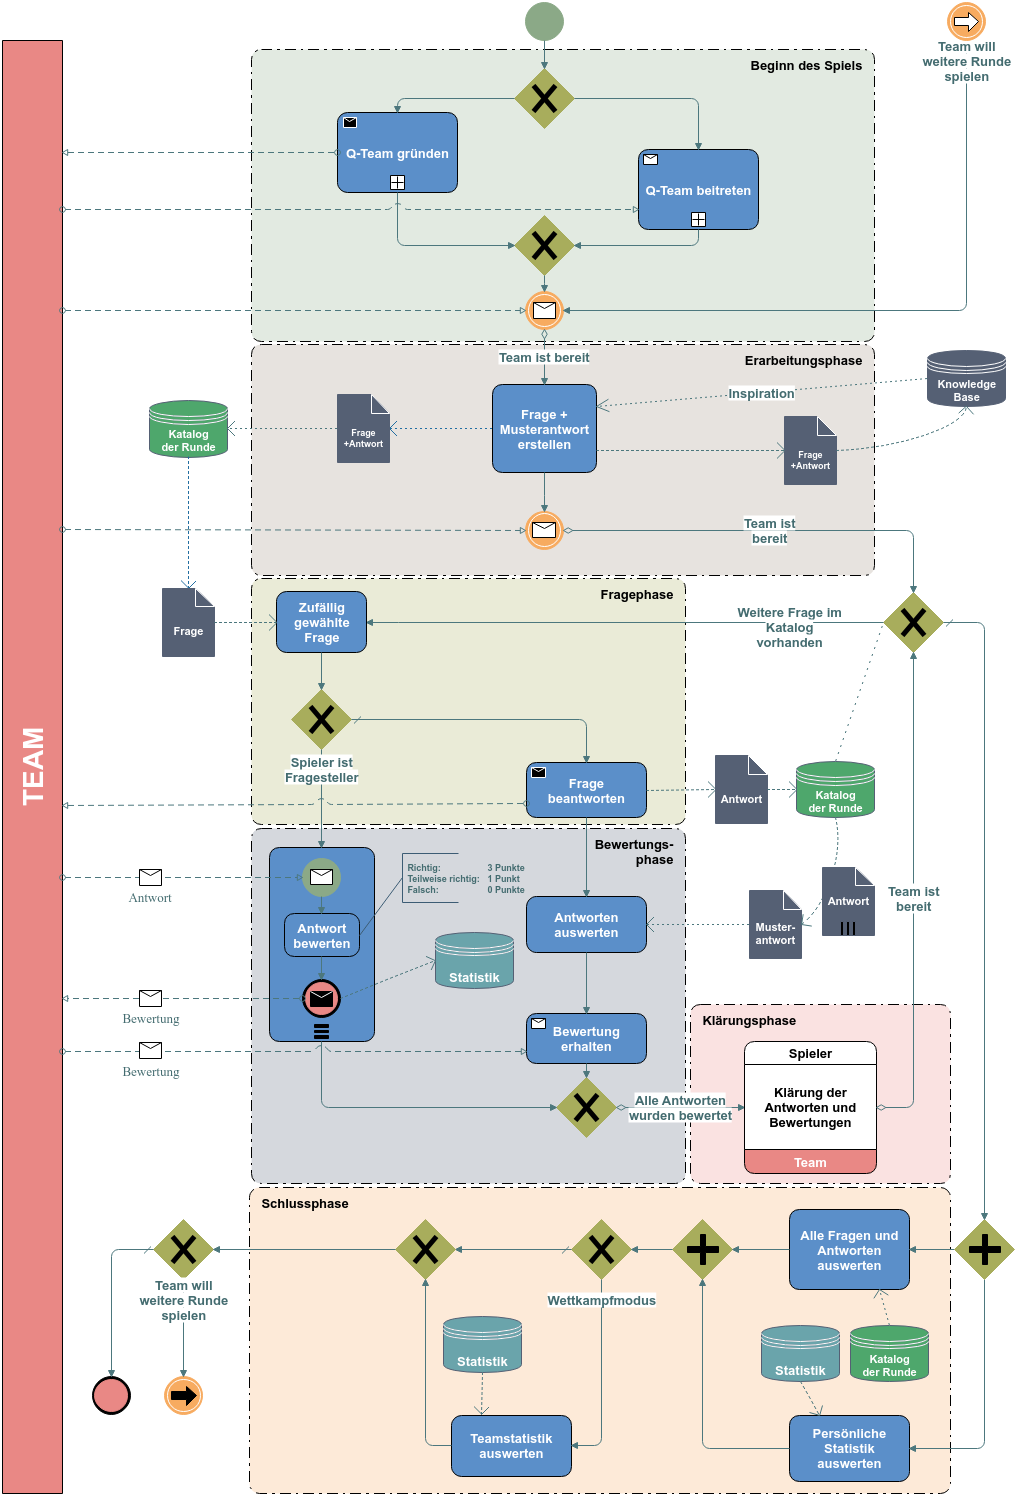 Team will
weitere Runde
spielen
Beginn des Spiels
Q-Team gründen
Q-Team beitreten
Team ist bereit
Erarbeitungsphase
Knowledge
Base
Inspiration
Katalog
der Runde
Frage
+Antwort
Frage +
Musterantwort
erstellen
Frage
+Antwort
Team ist
bereit
Fragephase
Zufällig
gewählte
Frage
Frage
Weitere Frage im
Katalog
vorhanden
TEAM
Spieler ist
Fragesteller
Frage
beantworten
Antwort
Katalog
der Runde
Bewertungs-
phase
Richtig: 3 Punkte
Teilweise richtig: 1 Punkt
Falsch: 0 Punkte
Antwort
Antwort
bewerten
Antworten
auswerten
Muster-
antwort
Antwort
Team ist
bereit
Statistik
Bewertung
Bewertung
Bewertung
erhalten
Klärungsphase
Spieler
Klärung der
Antworten und
Bewertungen
Team
Alle Antworten
wurden bewertet
Schlussphase
Alle Fragen und
Antworten
auswerten
Team will
weitere Runde
spielen
Wettkampfmodus
Statistik
Statistik
Katalog
der Runde
Teamstatistik
auswerten
Persönliche
Statistik
auswerten